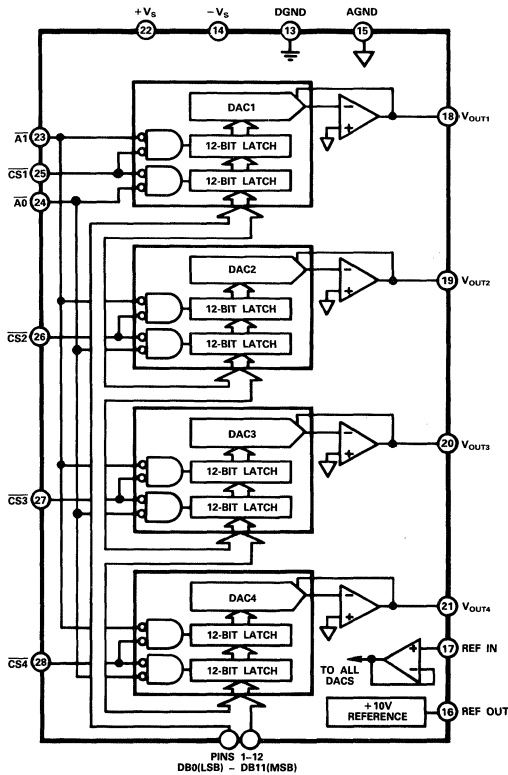 +VS -VS DGND AGND
22 14 13 15
DAC1
A1 23 12-BIT LATCH 18 VOUT1
CS1 25 12-BIT LATCH
A0 24
DAC2
12-BIT LATCH 19 VOUT2
CS2 26 12-BIT LATCH
DAC3
12-BIT LATCH 20 VOUT3
CS3 27 12-BIT LATCH
DAC4
12-BIT LATCH 21 VOUT4
CS4 28 12-BIT LATCH
17 REF IN
TO ALL
DACS
+10V
REFERENCE
16 REF OUT
PINS 1–12
DB0(LSB) – DB11(MSB)